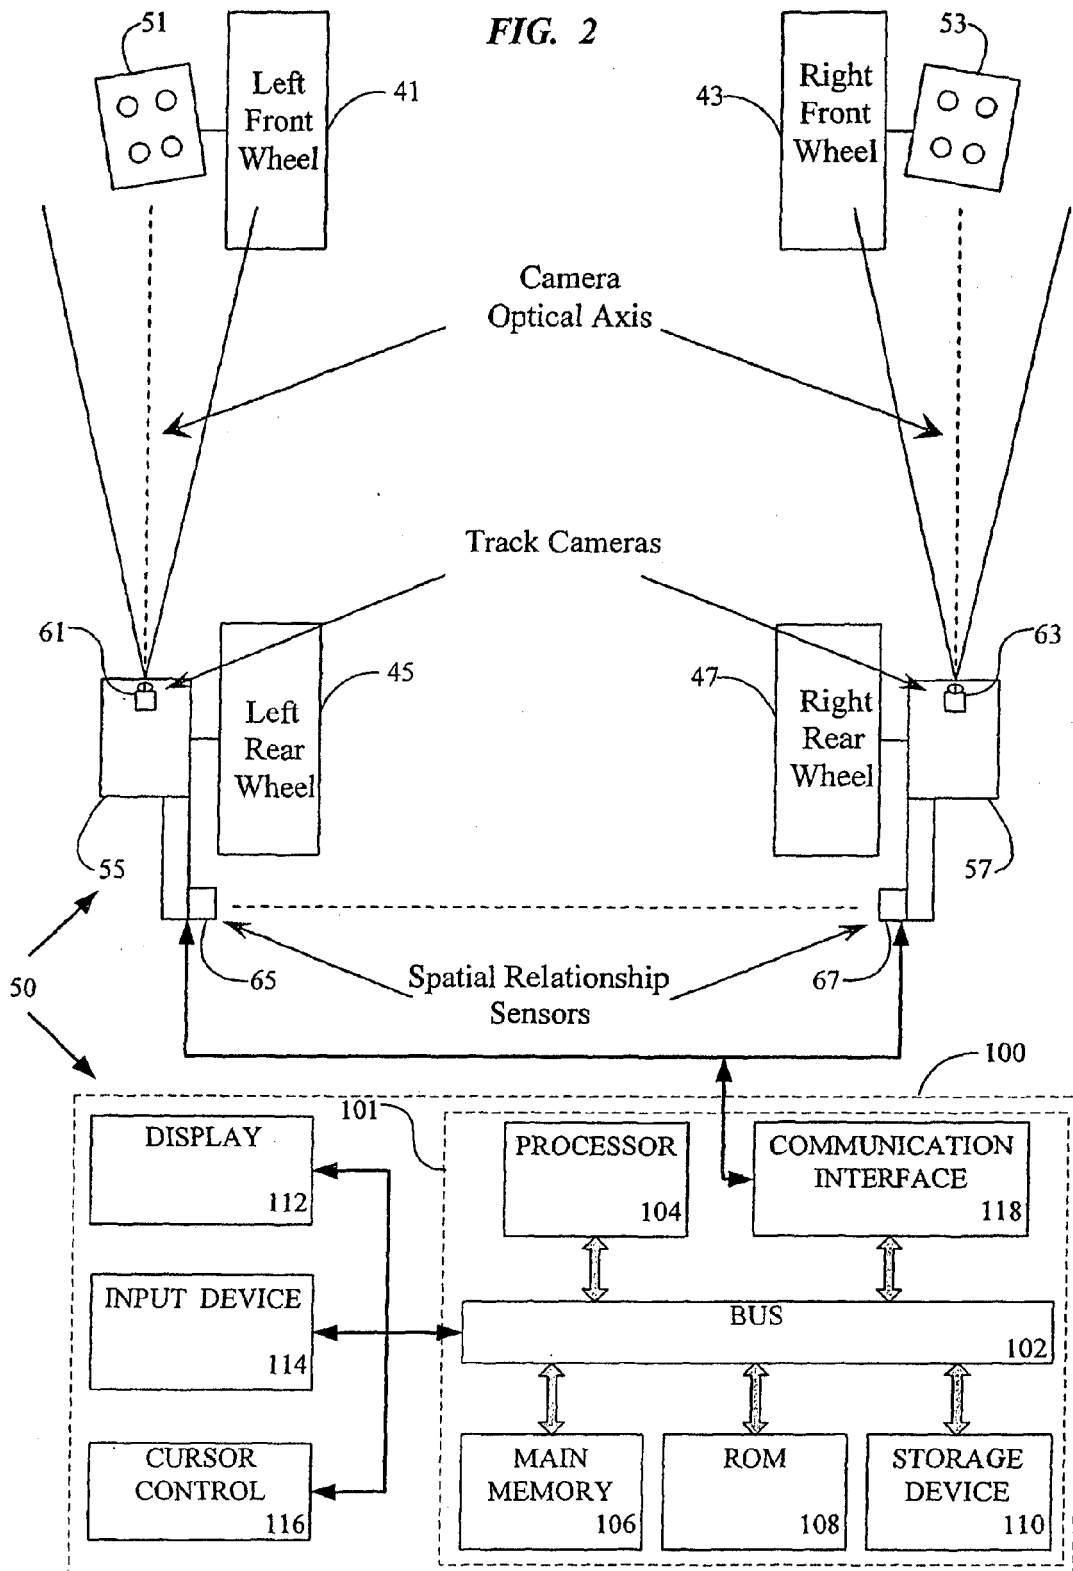 FIG. 2
51
53
Left
Front
Wheel
41
43
Right
Front
Wheel
Camera
Optical Axis
Track Cameras
61
63
45
47
Left
Rear
Wheel
Right
Rear
Wheel
55
57
65
67
Spatial Relationship
Sensors
50
100
101
DISPLAY
112
PROCESSOR
104
COMMUNICATION
INTERFACE
118
INPUT DEVICE
114
BUS
102
CURSOR
CONTROL
116
MAIN
MEMORY
106
ROM
108
STORAGE
DEVICE
110